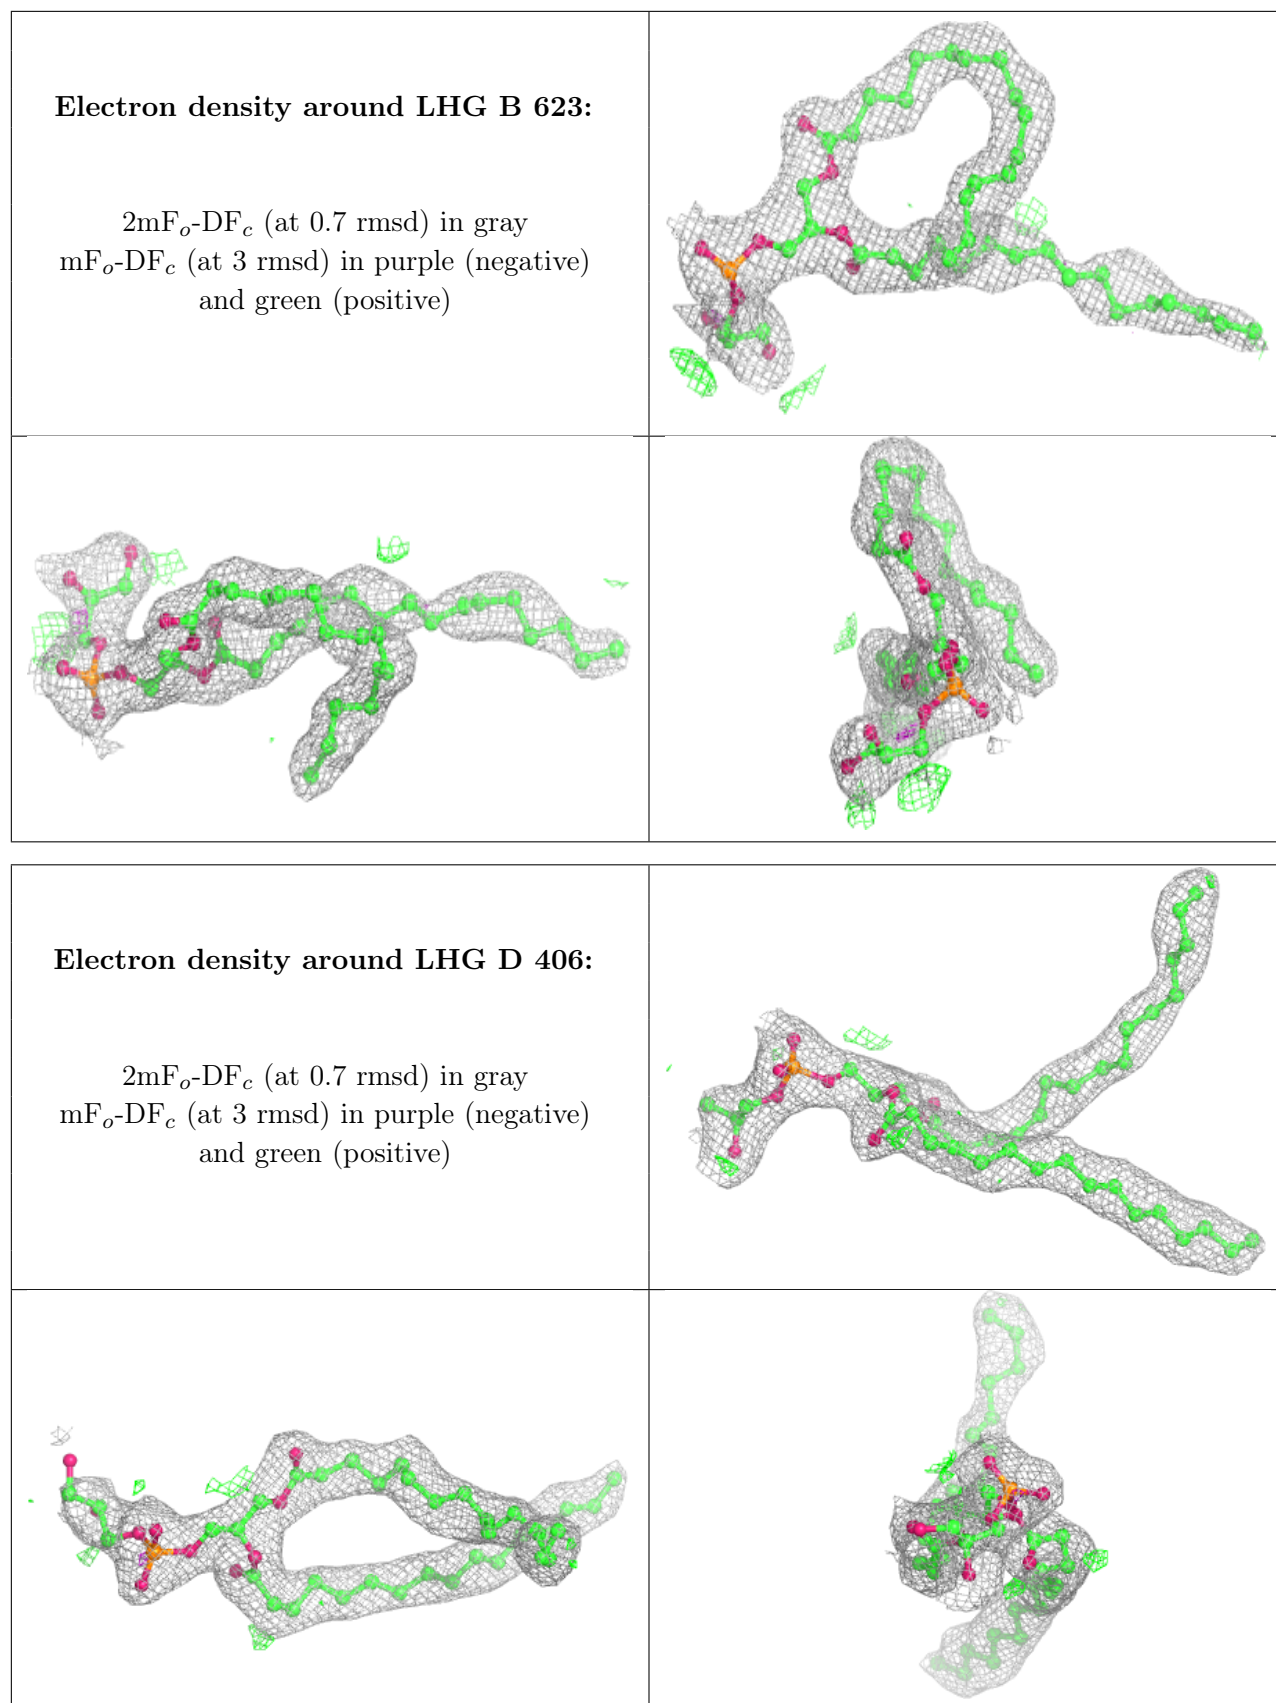 Electron density around LHG B 623:
2mFo-DFc (at 0.7 rmsd) in gray
mFo-DFc (at 3 rmsd) in purple (negative)
and green (positive)
Electron density around LHG D 406:
2mFo-DFc (at 0.7 rmsd) in gray
mFo-DFc (at 3 rmsd) in purple (negative)
and green (positive)